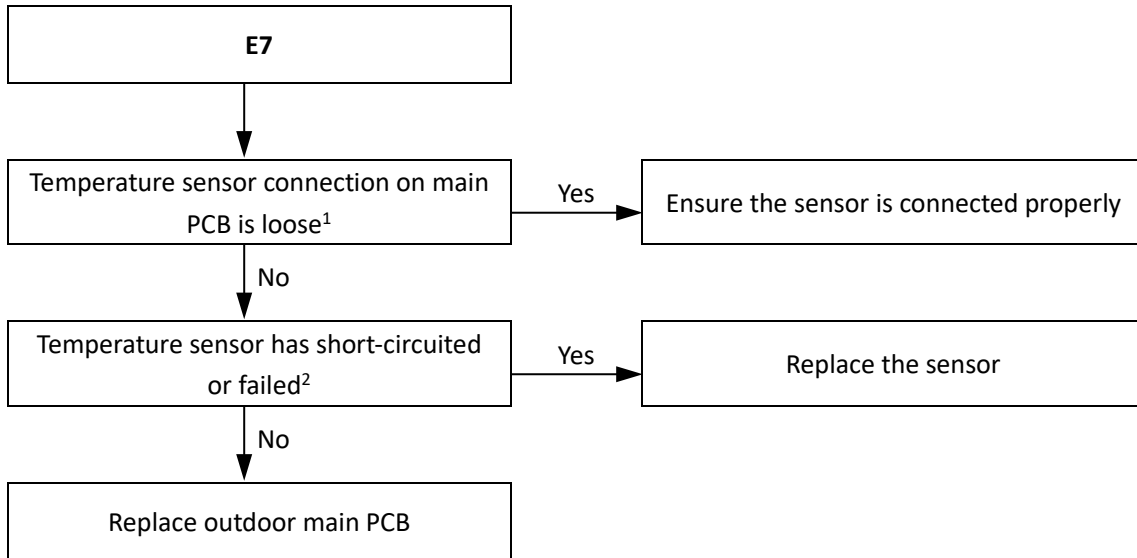 E7
Temperature sensor connection on main
PCB is loose¹
Yes
Ensure the sensor is connected properly
No
Temperature sensor has short-circuited
or failed²
Yes
Replace the sensor
No
Replace outdoor main PCB